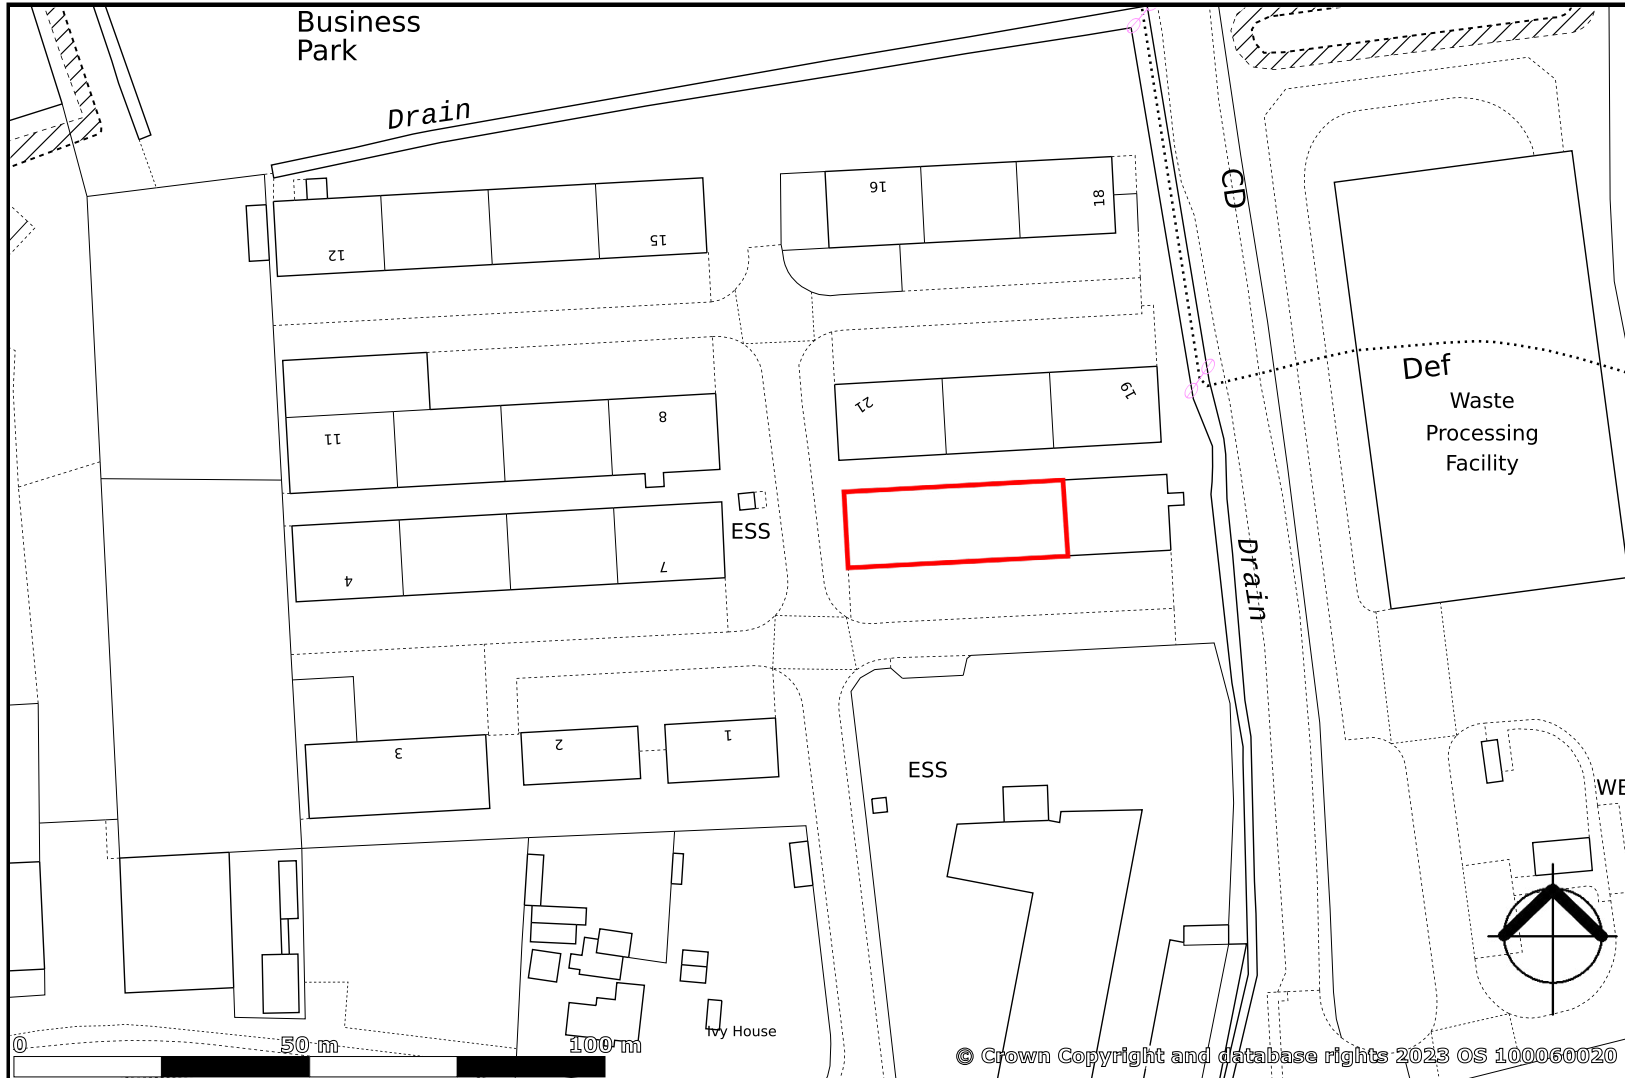 Business
Park
Drain
CD
16
18
12
15
Def
Waste
Processing
Facility
21
19
11
8
ESS
4
7
Drain
3
2
1
ESS
Ivy House
0
50 m
100 m
© Crown Copyright and database rights 2023 OS 100060020